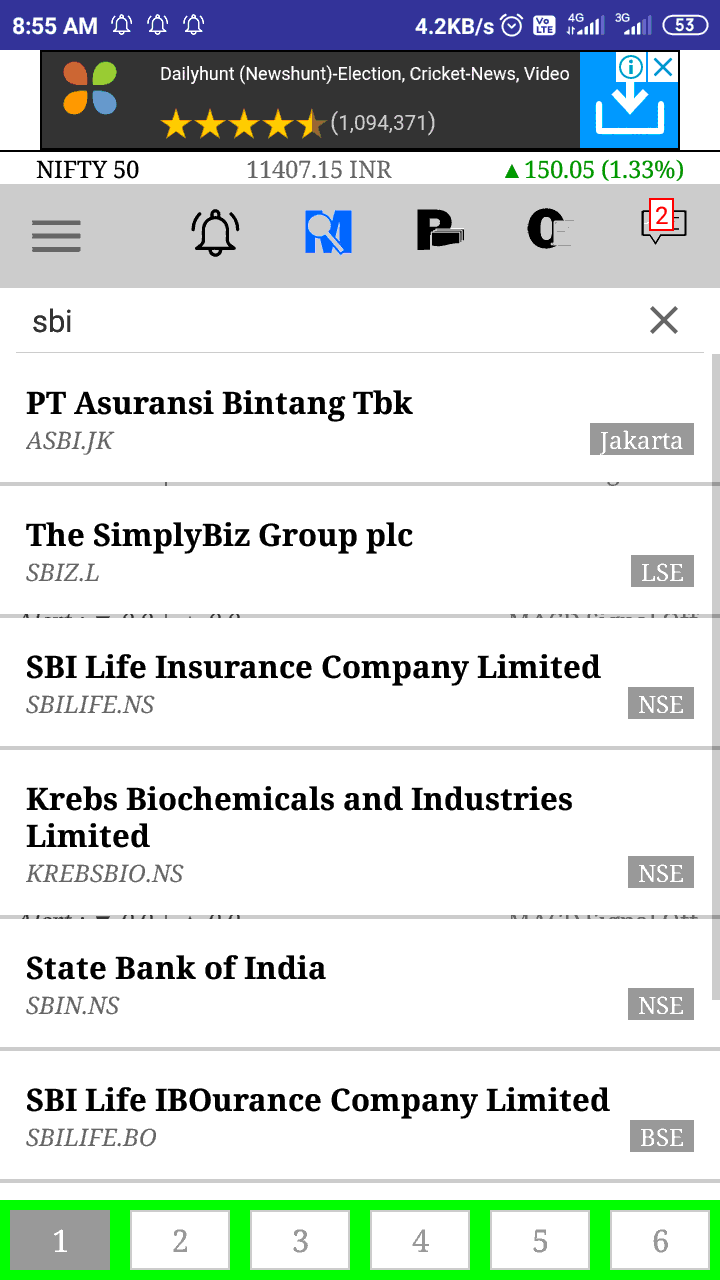 8:55 AM 4.2KB/s Vo LTE 4G 3G 53
Dailyhunt (Newshunt)-Election, Cricket-News, Video
(1,094,371)
NIFTY 50 11407.15 INR ▲150.05 (1.33%)
2
sbi
PT Asuransi Bintang Tbk
ASBI.JK Jakarta
The SimplyBiz Group plc
SBIZ.L LSE
SBI Life Insurance Company Limited
SBILIFE.NS NSE
Krebs Biochemicals and Industries
Limited
KREBSBIO.NS NSE
State Bank of India
SBIN.NS NSE
SBI Life IBOurance Company Limited
SBILIFE.BO BSE
1 2 3 4 5 6